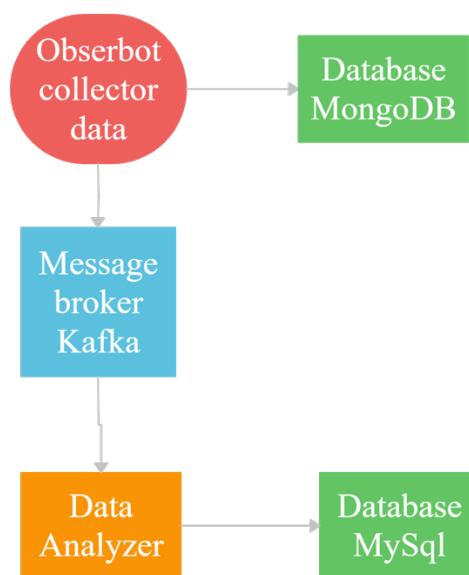 Obserbot
collector
data
Database
MongoDB
Message
broker
Kafka
Data
Analyzer
Database
MySql